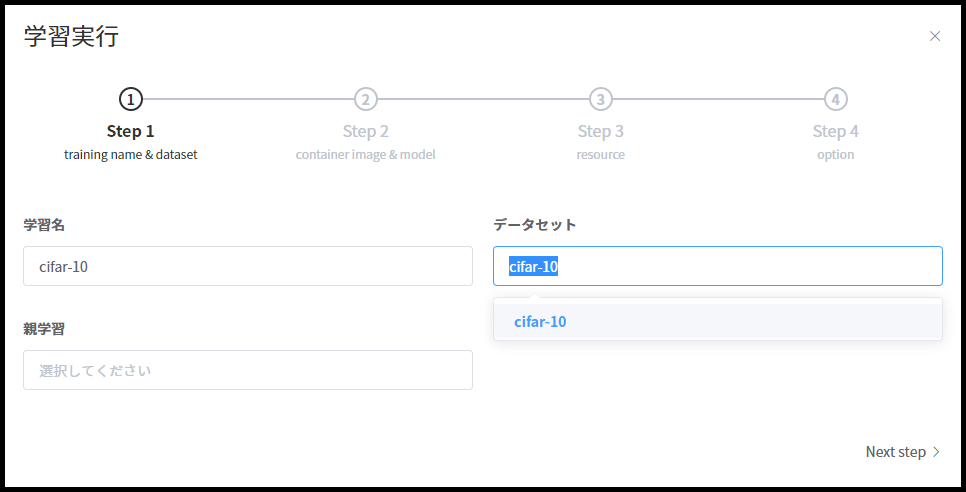 学習実行
1
2
3
4
Step 1
Step 2
Step 3
Step 4
training name & dataset
container image & model
resource
option
学習名
データセット
cifar-10
cifar-10
cifar-10
親学習
選択してください
Next step